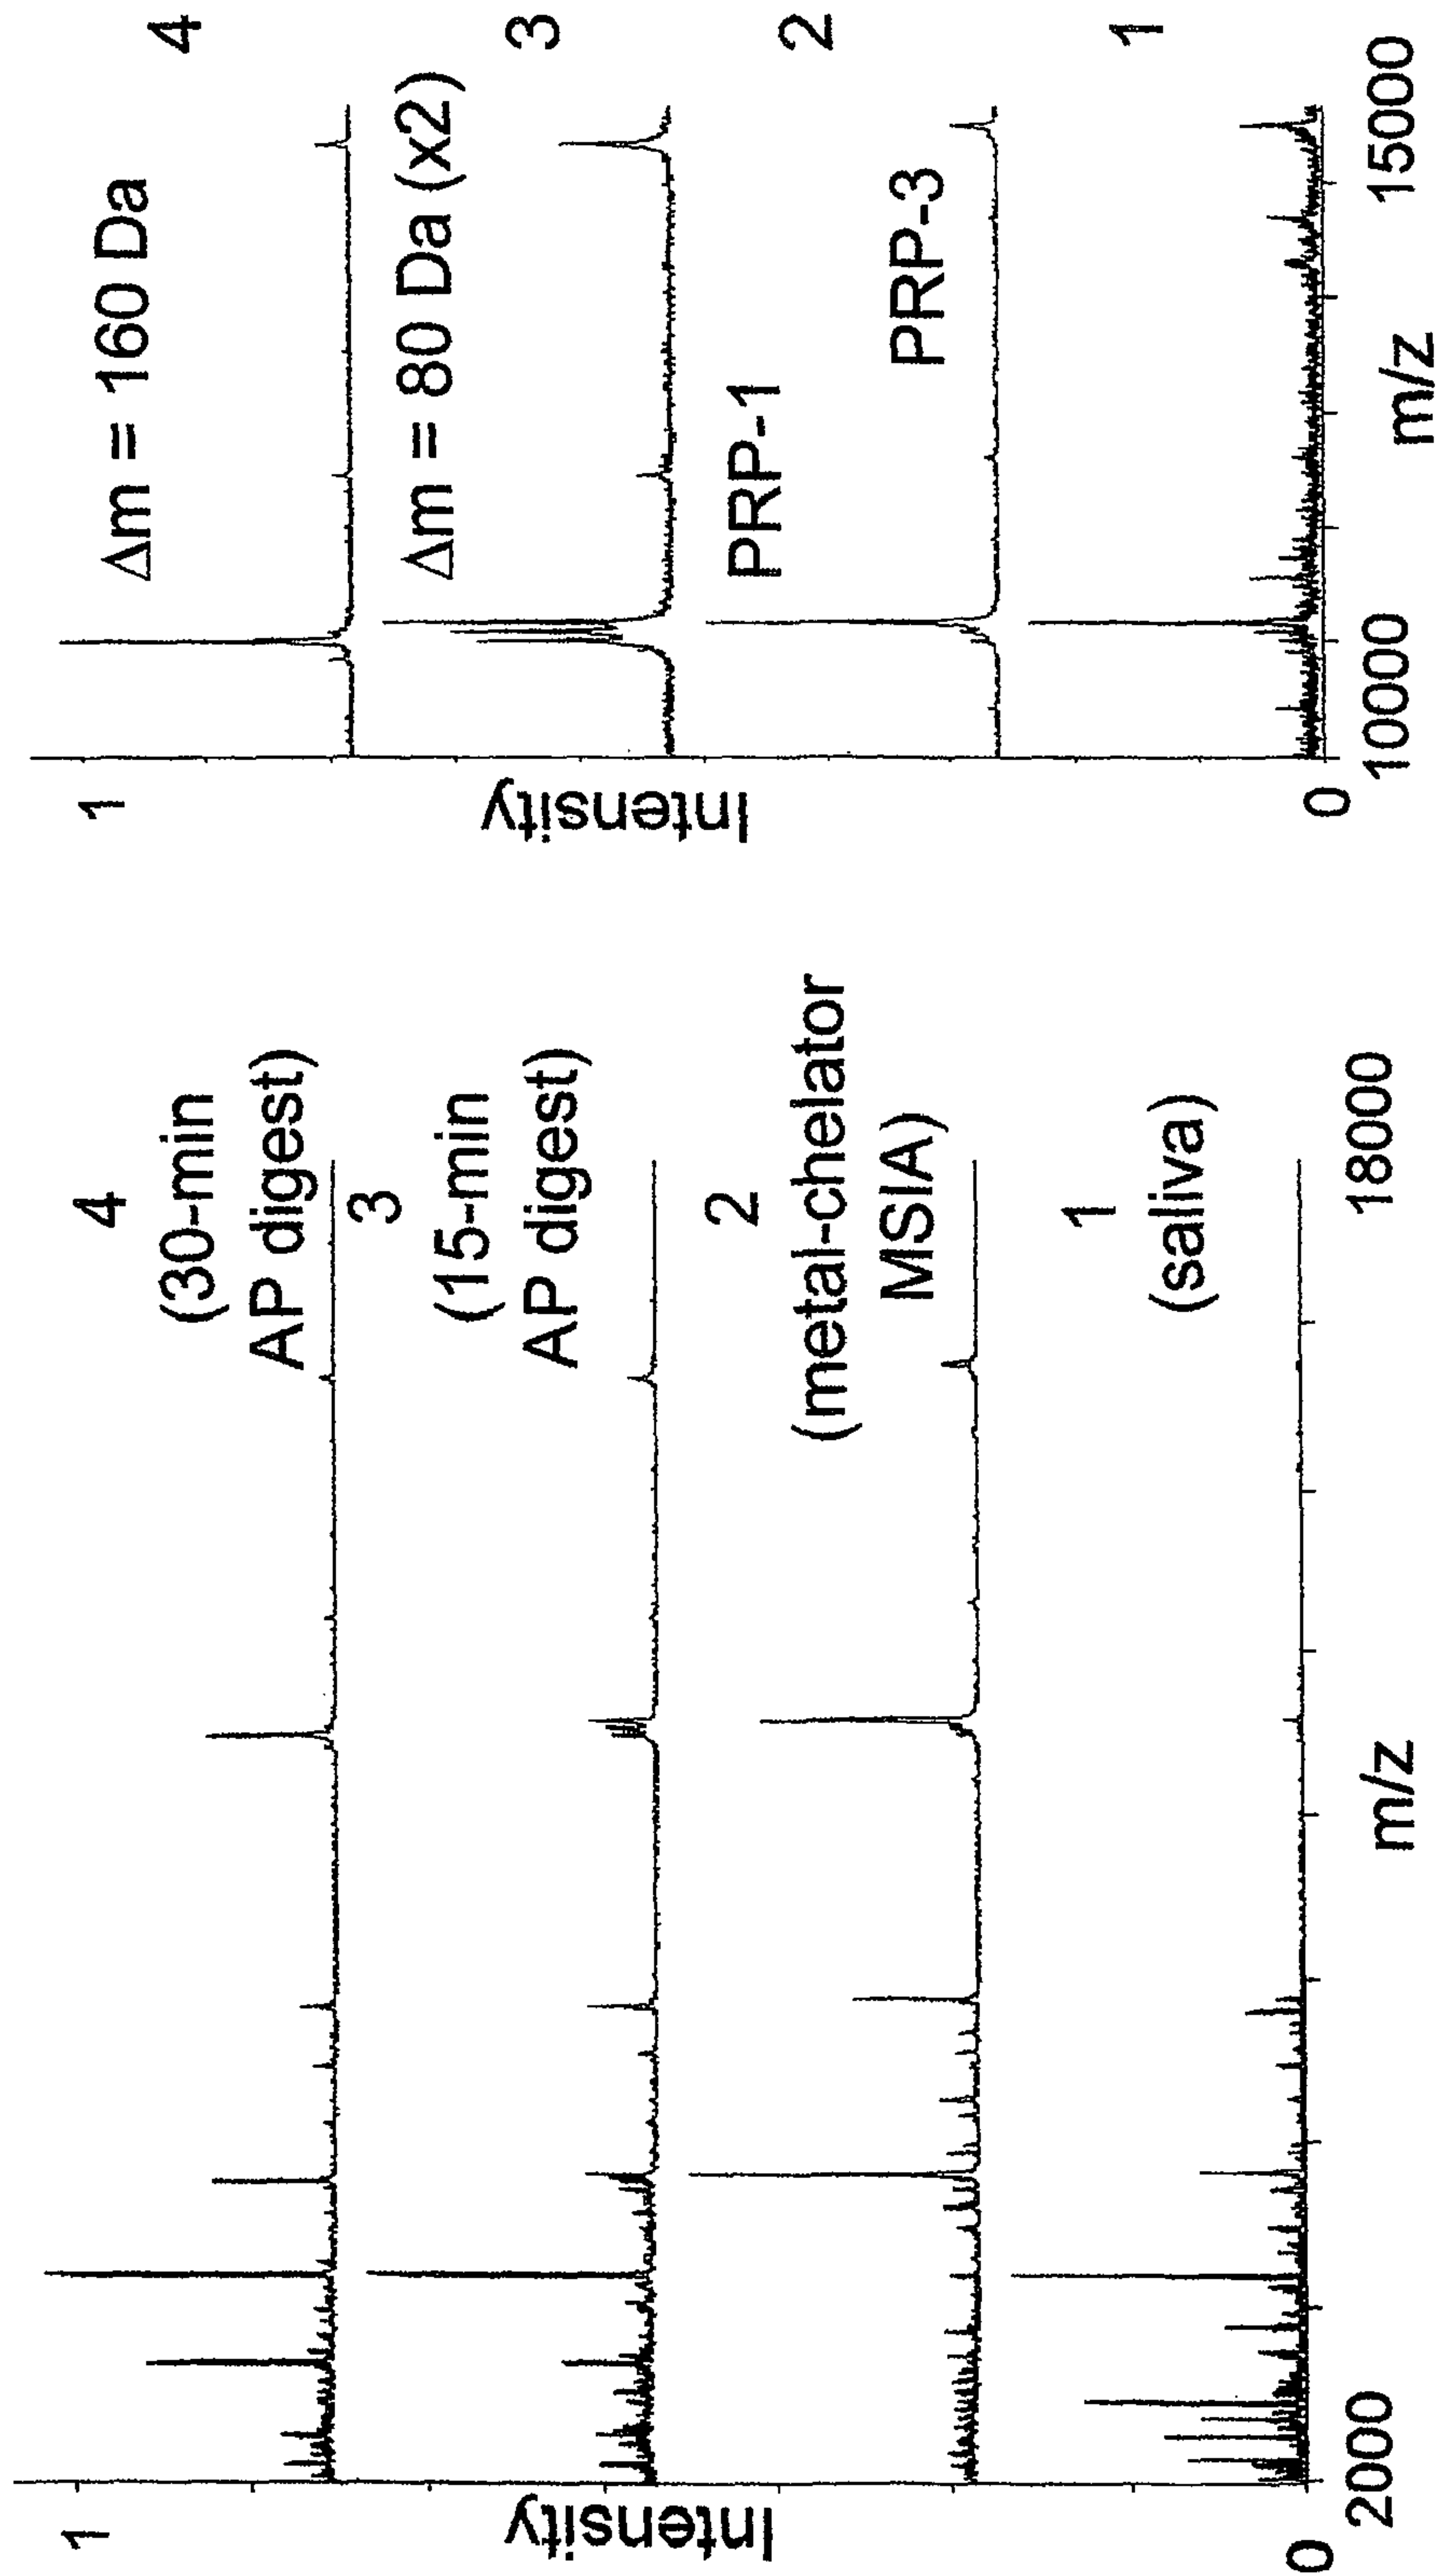 1
Intensity
0
4
(30-min
AP digest)
3
(15-min
AP digest)
2
(metal-chelator
MSIA)
1
(saliva)
2000
m/z
18000
1
Intensity
0
Δm = 160 Da
4
Δm = 80 Da (x2)
3
PRP-1
PRP-3
2
1
10000
m/z
15000